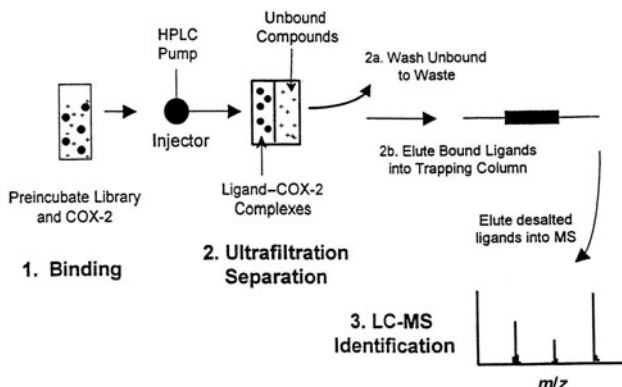 Unbound
Compounds
HPLC
Pump
2a. Wash Unbound
to Waste
Injector
2b. Elute Bound Ligands
into Trapping Column
Preincubate Library
and COX-2
Ligand–COX-2
Complexes
Elute desalted
ligands into MS
1. Binding
2. Ultrafiltration
Separation
3. LC-MS
Identification
m/z